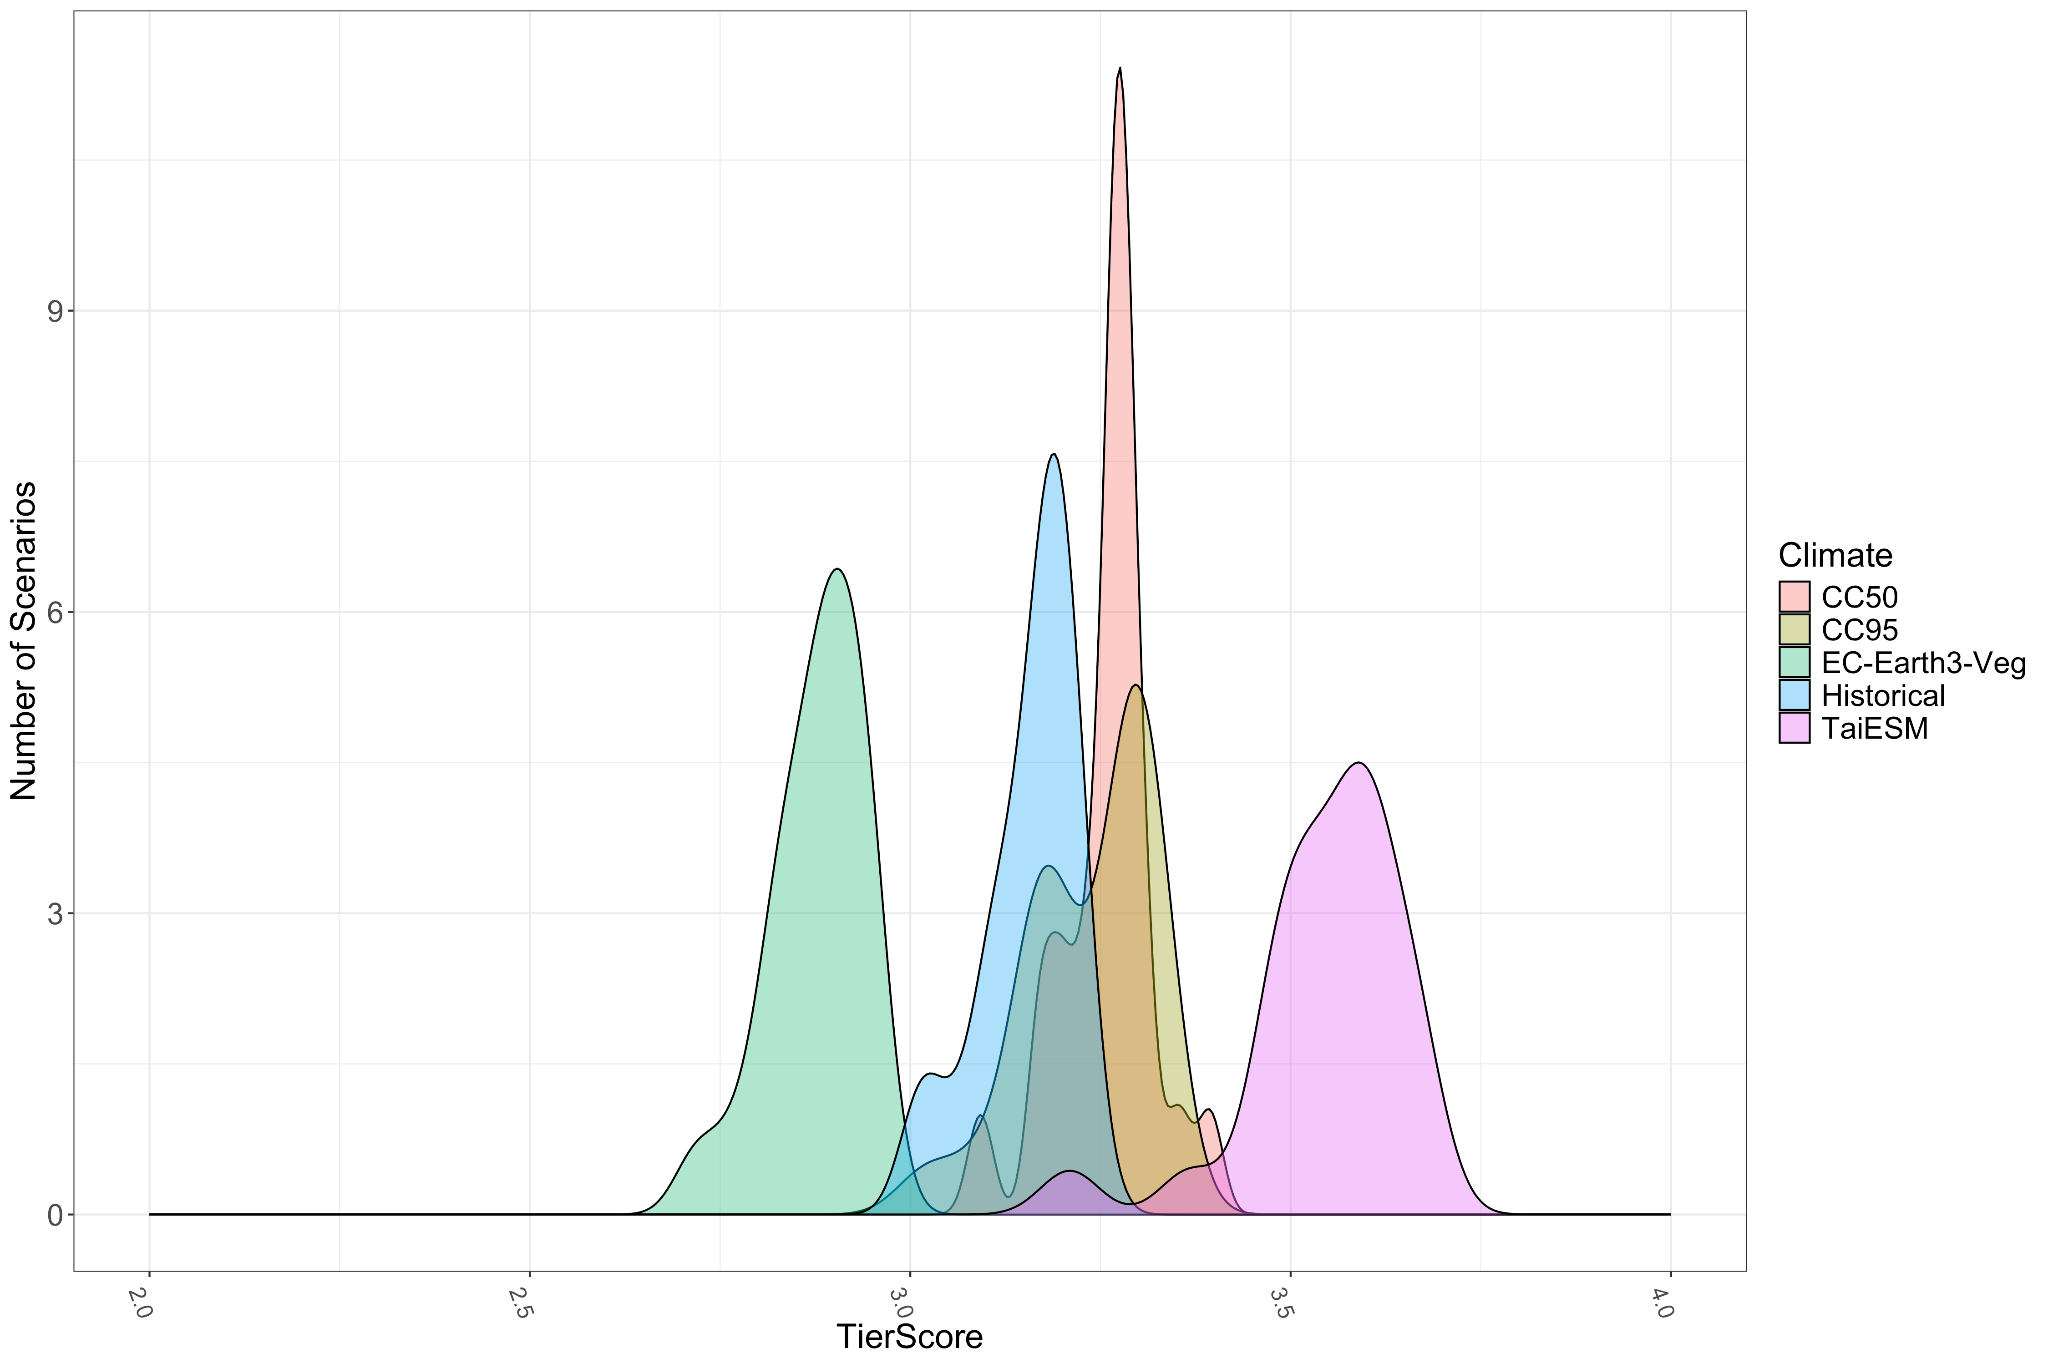 Number of Scenarios
9
6
3
0
2.0
2.5
3.0
3.5
4.0
TierScore
Climate
CC50
CC95
EC-Earth3-Veg
Historical
TaiESM